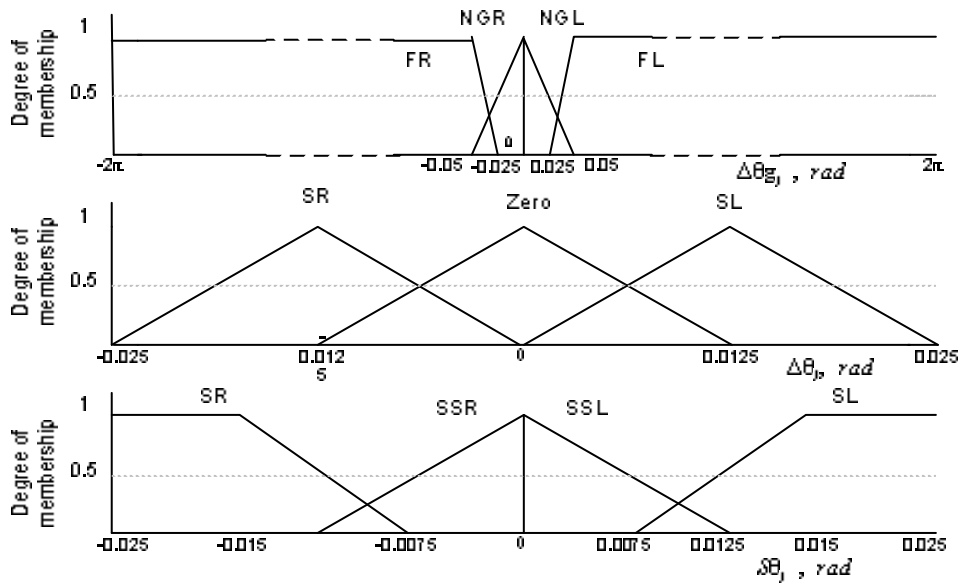 NGR NGL
1
FR FL
0.5
0
-2π -0.05 -0.025 0.025 0.05 2π
Degree of
membership
Δθgj , rad
SR Zero SL
1
0.5
-
-0.025 0.012 0 0.0125 0.025
5
Degree of
membership
Δθj, rad
SR SSR SSL SL
1
0.5
-0.025 -0.015 -0.0075 0 0.0075 0.0125 0.015 0.025
Degree of
membership
δθj , rad